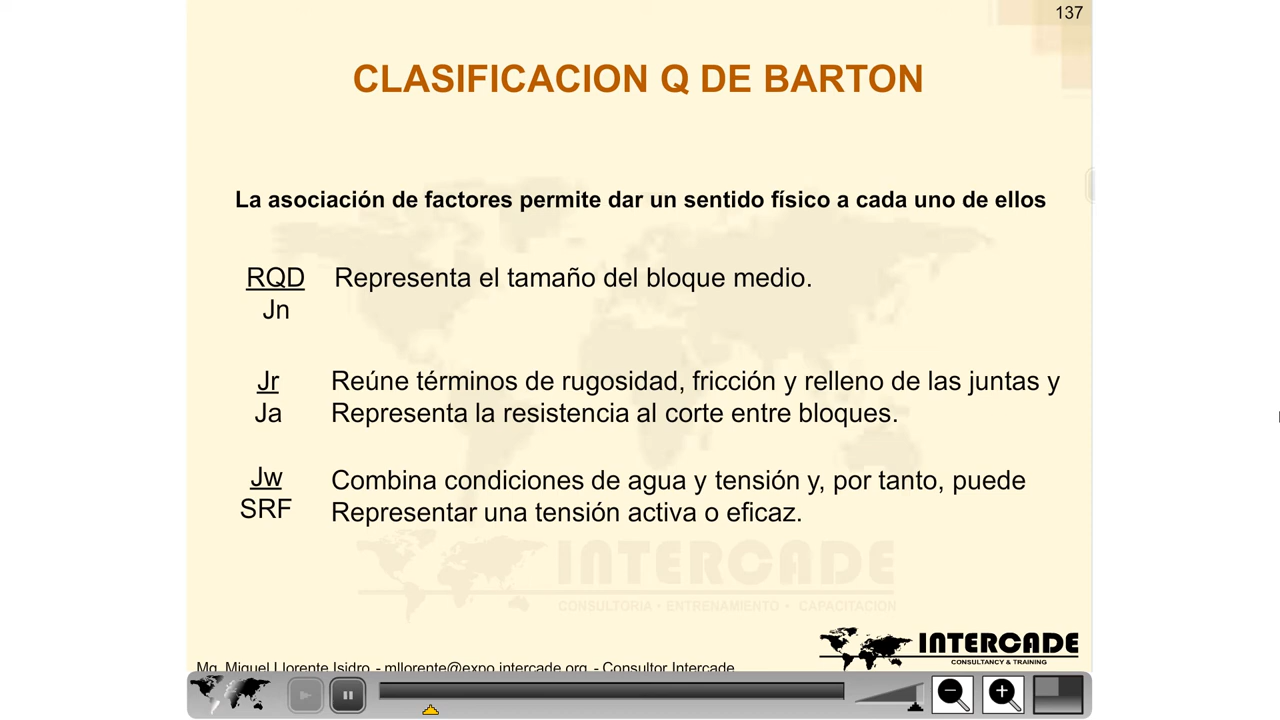 137
CLASIFICACION Q DE BARTON
La asociación de factores permite dar un sentido físico a cada uno de ellos
RQD Representa el tamaño del bloque medio.
Jn
Jr Reúne términos de rugosidad, fricción y relleno de las juntas y
Ja Representa la resistencia al corte entre bloques.
Jw Combina condiciones de agua y tensión y, por tanto, puede
SRF Representar una tensión activa o eficaz.
INTERCADE
CONSULTORIA • ENTRENAMIENTO • CAPACITACION
INTERCADE
CONSULTANCY & TRAINING
Mg. Miguel Llorente Isidro - mllorente@expo.intercade.org - Consultor Intercade